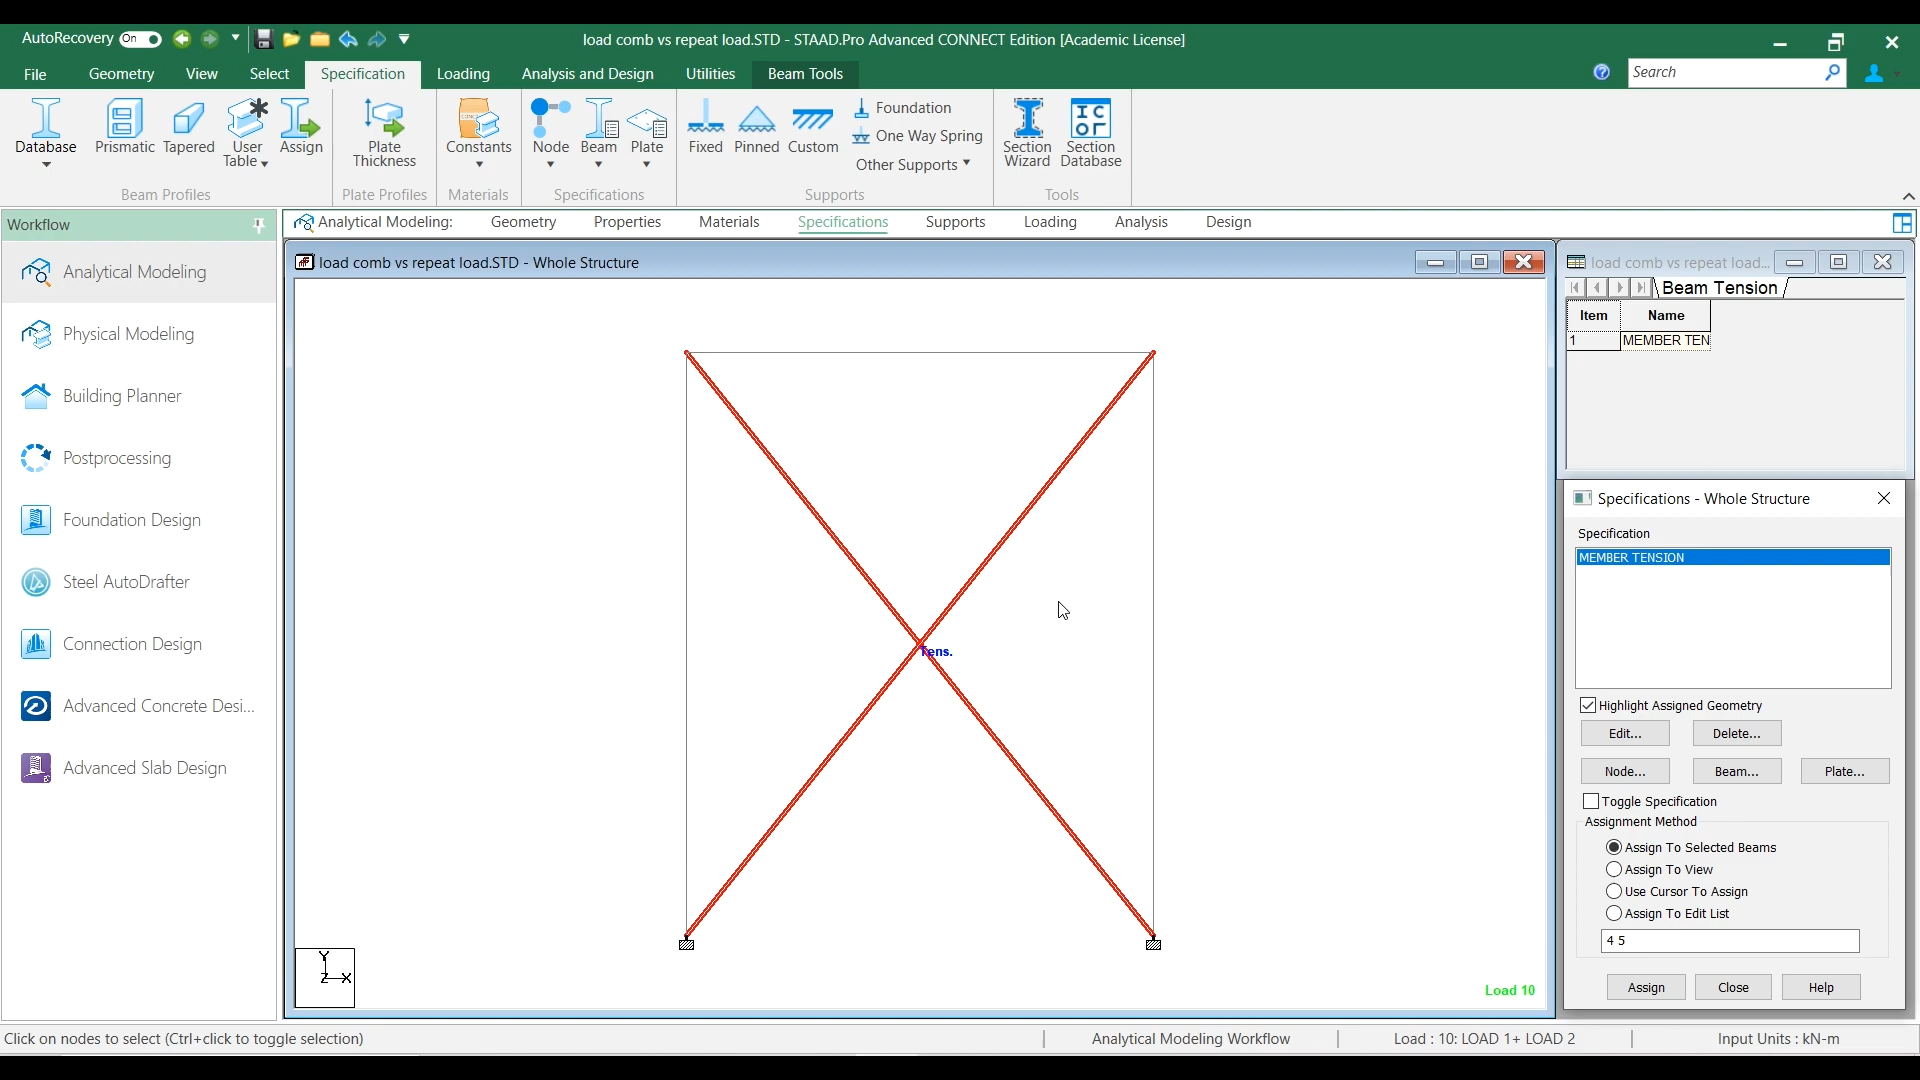 AutoRecovery On
load comb vs repeat load.STD - STAAD.Pro Advanced CONNECT Edition [Academic License]
File Geometry View Select Specification Loading Analysis and Design Utilities Beam Tools
Search
Database
Prismatic
Tapered
User
Table
Assign
Beam Profiles
Plate
Thickness
Plate Profiles
Constants
Materials
Node
Beam
Plate
Specifications
Fixed
Pinned
Custom
Foundation
One Way Spring
Other Supports
Supports
Section
Wizard
Section
Database
Tools
Workflow
Analytical Modeling
Physical Modeling
Building Planner
Postprocessing
Foundation Design
Steel AutoDrafter
Connection Design
Advanced Concrete Desi...
Advanced Slab Design
Analytical Modeling: Geometry Properties Materials Specifications Supports Loading Analysis Design
load comb vs repeat load.STD - Whole Structure
Tens.
Y
Z X
Load 10
load comb vs repeat load...
Beam Tension
Item Name
1 MEMBER TEN
Specifications - Whole Structure
Specification
MEMBER TENSION
Highlight Assigned Geometry
Edit... Delete...
Node... Beam... Plate...
Toggle Specification
Assignment Method
Assign To Selected Beams
Assign To View
Use Cursor To Assign
Assign To Edit List
4 5
Assign Close Help
Click on nodes to select (Ctrl+click to toggle selection)
Analytical Modeling Workflow
Load : 10: LOAD 1+ LOAD 2
Input Units : kN-m